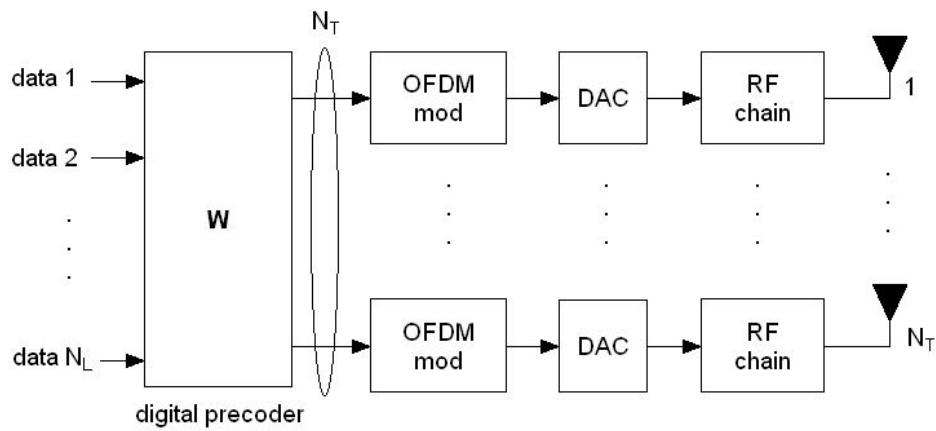 N_T
data 1
OFDM mod
DAC
RF chain
1
data 2
W
data N_L
OFDM mod
DAC
RF chain
N_T
digital precoder